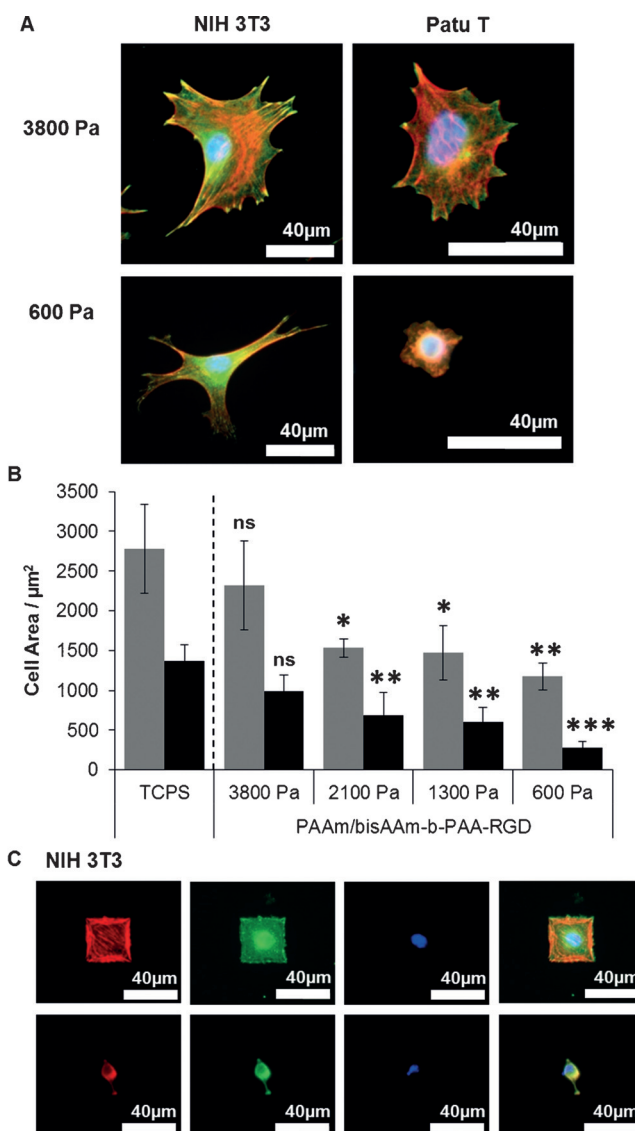 A
NIH 3T3
Patu T
3800 Pa
40µm
40µm
600 Pa
40µm
40µm
B
3500
3000
2500
2000
1500
1000
500
0
Cell Area / µm²
ns
ns
*
**
*
**
**
***
TCPS
3800 Pa
2100 Pa
1300 Pa
600 Pa
PAAm/bisAAm-b-PAA-RGD
C NIH 3T3
40µm
40µm
40µm
40µm
40µm
40µm
40µm
40µm